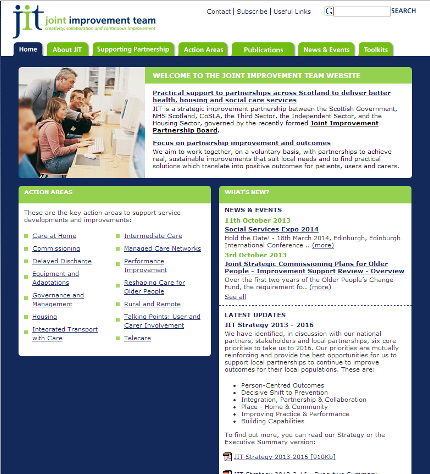 jit joint improvement team
creativity, collaboration and continuous improvement
Contact | Subscribe | Useful Links
SEARCH
Home
About JIT
Supporting Partnership
Action Areas
Publications
News & Events
Toolkits
WELCOME TO THE JOINT IMPROVEMENT TEAM WEBSITE
Practical support to partnerships across Scotland to deliver better
health, housing and social care services
JIT is a strategic improvement partnership between the Scottish Government,
NHS Scotland, CoSLA, the Third Sector, the Independent Sector, and the
Housing Sector, governed by the recently formed Joint Improvement
Partnership Board.
Focus on partnership improvement and outcomes
We aim to work together, on a voluntary basis, with partnerships to achieve
real, sustainable improvements that suit local needs and to find practical
solutions which translate into positive outcomes for patients, users and carers.
ACTION AREAS
These are the key action areas to support service
developments and improvements:
Care at Home
Commissioning
Delayed Discharge
Equipment and
Adaptations
Governance and
Management
Housing
Integrated Transport
with Care
Intermediate Care
Managed Care Networks
Performance
Improvement
Reshaping Care for
Older People
Rural and Remote
Talking Points: User and
Carer Involvement
Telecare
WHAT'S NEW?
NEWS & EVENTS
11th October 2013
Social Services Expo 2014
Hold the Date! - 18th March 2014, Edinburgh, Edinburgh
International Conference .. (more)
3rd October 2013
Joint Strategic Commissioning Plans for Older
People – Improvement Support Review - Overview
Over the first two years of the Older People's Change
Fund, the requirement fo.. (more)
See all
LATEST UPDATES
JIT Strategy 2013 - 2016
We have identified, in discussion with our national
partners, stakeholders and local partnerships, six core
priorities to take us to 2016. Our priorities are mutually
reinforcing and provide the best opportunities for us to
support local partnerships to continue to improve
outcomes for their local populations. These are:
Person-Centred Outcomes
Decisive Shift to Prevention
Integration, Partnership & Collaboration
Place - Home & Community
Improving Practice & Performance
Building Capabilities
To find out more, you can read our Strategy or the
Executive Summary version:
JIT Strategy 2013-2016 [910Kb]